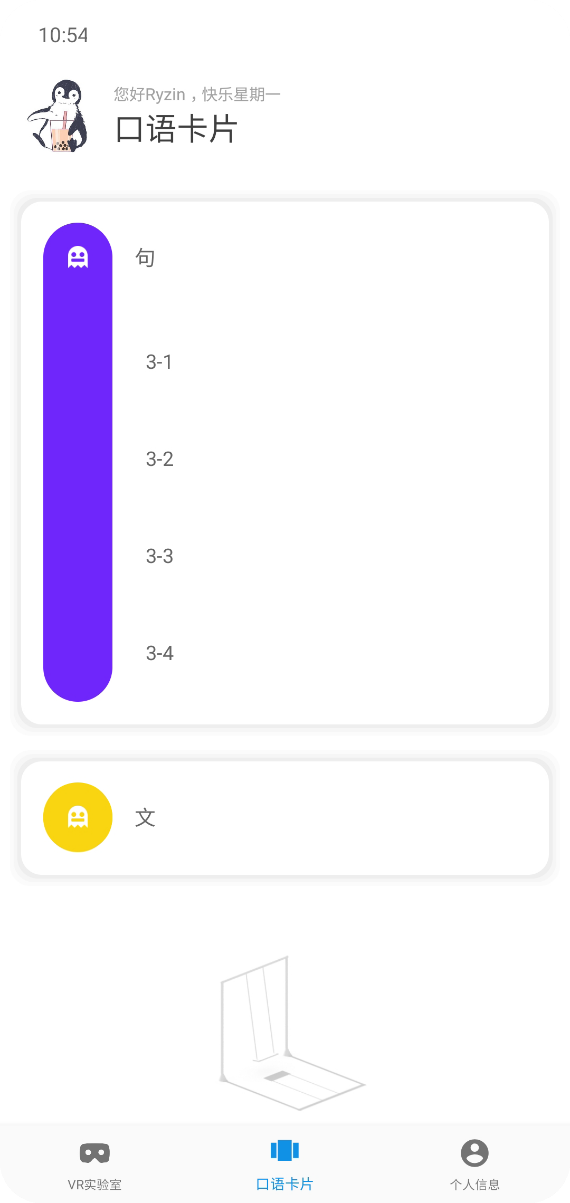 10:54
您好Ryzin，快乐星期一
口语卡片
句
3-1
3-2
3-3
3-4
文
VR实验室
口语卡片
个人信息